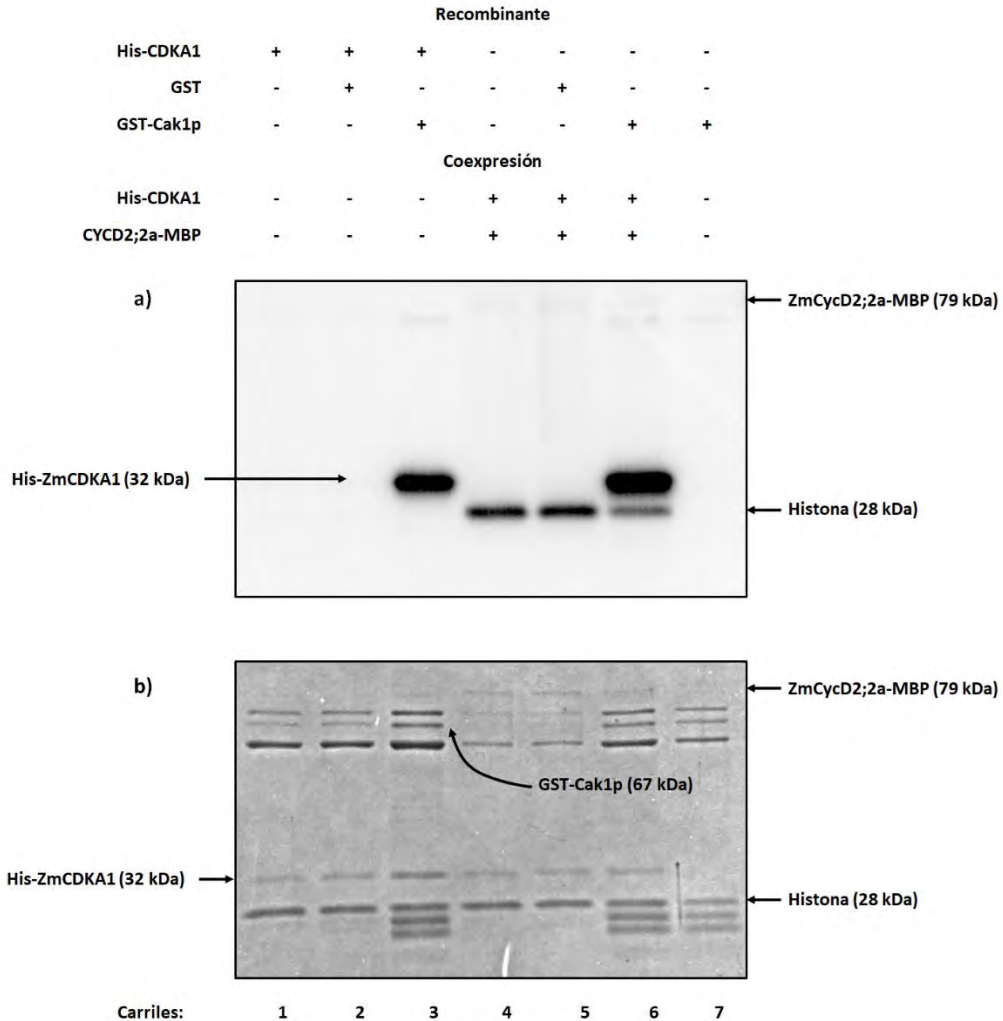 Recombinante
His-CDKA1 + + + - - - -
GST - + - - + - -
GST-Cak1p - - + - - + +
Coexpresión
His-CDKA1 - - - + + + -
CYCD2;2a-MBP - - - + + + -
a)
ZmCycD2;2a-MBP (79 kDa)
His-ZmCDKA1 (32 kDa)
Histona (28 kDa)
b)
ZmCycD2;2a-MBP (79 kDa)
GST-Cak1p (67 kDa)
His-ZmCDKA1 (32 kDa)
Histona (28 kDa)
Carriles: 1 2 3 4 5 6 7